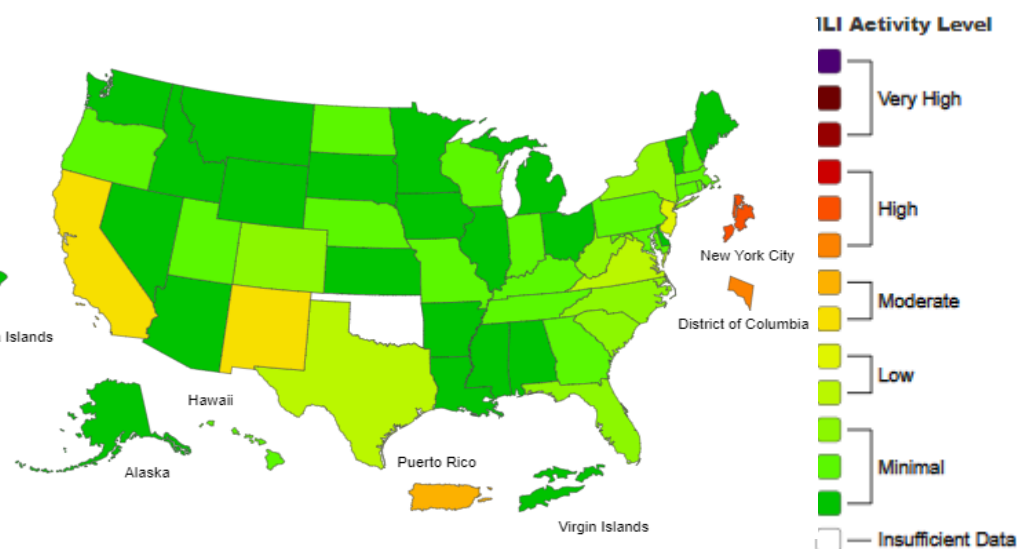 ILI Activity Level
Very High
High
New York City
Moderate
District of Columbia
Islands
Low
Hawaii
Alaska
Puerto Rico
Minimal
Virgin Islands
Insufficient Data